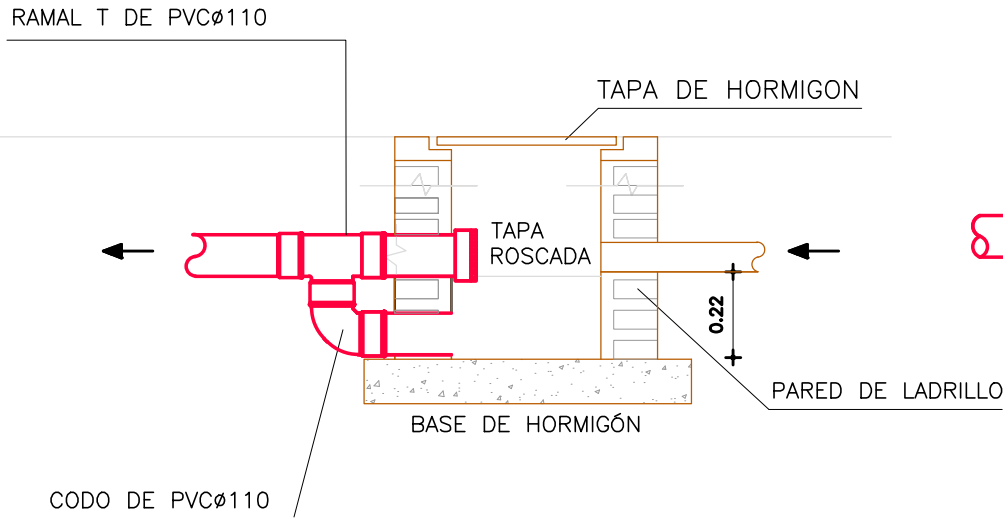 RAMAL T DE PVCø110
TAPA DE HORMIGON
TAPA
ROSCADA
0.22
PARED DE LADRILLO
BASE DE HORMIGÓN
CODO DE PVCø110